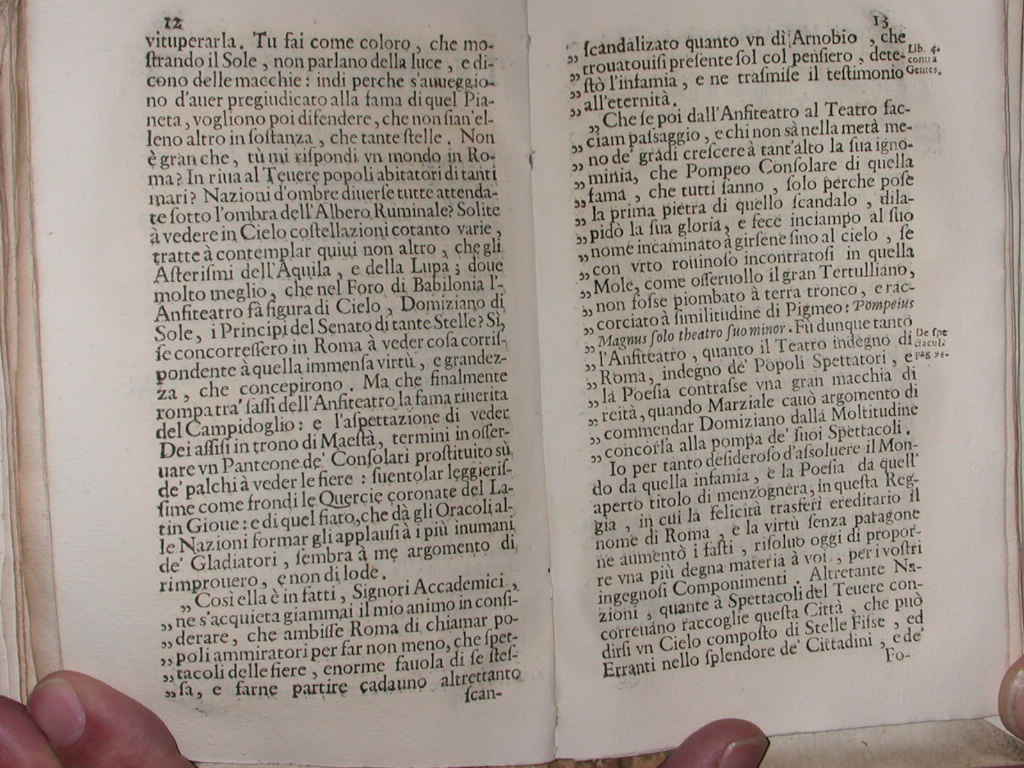 12
vituperarla. Tu fai come coloro, che mo-
ſtrando il Sole, non parlano della luce, e di-
cono delle macchie: indi perche s'auueggio-
no d'auer pregiudicato alla fama di quel Pia-
neta, vogliono poi difendere, che non ſian'el-
leno altro in ſoſtanza, che tante ſtelle. Non
è gran che, tù mi riſpondi vn mondo in Ro-
ma? In riua al Teuere popoli abitatori di tanti
mari? Nazioni d'ombre diuerſe tutte attenda-
te ſotto l'ombra dell'Albero Ruminale? Solite
à vedere in Cielo coſtellazioni cotanto varie,
tratte à contemplar quiui non altro, che gli
Aſteriſmi dell'Aquila, e della Lupa; doue
molto meglio, che nel Foro di Babilonia l'-
Anfiteatro fà figura di Cielo, Domiziano di
Sole, i Principi del Senato di tante Stelle? Sì,
ſe concorreſſero in Roma à veder coſa corriſ-
pondente à quella immenſa virtù, e grandez-
za, che concepirono. Ma che finalmente
rompa tra' ſaſſi dell'Anfiteatro la fama riuerita
del Campidoglio: e l'aſpettazione di veder
Dei aſſiſi in trono di Maeſtà, termini in oſſer-
uare vn Panteone de' Conſolari proſtituito sù
de' palchi à veder le fiere: ſuentolar leggieriſ-
ſime come frondi le Quercie coronate del La-
tin Gioue: e di quel fiato, che dà gli Oracoli al-
le Nazioni formar gli applauſi à i più inumani
de' Gladiatori, ſembra à me argomento di
rimprouero, e non di lode.
„ Coſi ella è in fatti, Signori Accademici,
„ ne s'acquieta giammai il mio animo in conſi-
„ derare, che ambiſſe Roma di chiamar po-
„ poli ammiratori per far non meno, che ſpet-
„ tacoli delle fiere, enorme fauola di ſe ſteſ-
„ ſa, e farne partire cadauno altrettanto
ſcan-
13
„ ſcandalizato quanto vn di Arnobio, che
„ trouatouiſi preſente ſol col penſiero, dete-
„ ſtò l'infamia, e ne traſmiſe il teſtimonio
„ all'eternità.
Lib. 4.
contra
Gentes.
„ Che ſe poi dall'Anfiteatro al Teatro fac-
„ ciam paſsaggio, e chi non sà nella metà me-
„ no de' gradi creſcere à tant'alto la ſua igno-
„ minia, che Pompeo Conſolare di quella
„ fama, che tutti ſanno, ſolo perche poſe
„ la prima pietra di quello ſcandalo, dila-
„ pidò la ſua gloria, e fece inciampo al ſuo
„ nome incaminato à girſene ſino al cielo, ſe
„ con vrto rouinoſo incontratoſi in quella
„ Mole, come oſſeruollo il gran Tertulliano,
„ non foſse piombato à terra tronco, e rac-
„ corciato à ſimilitudine di Pigmeo: Pompeius
„ Magnus ſolo theatro ſuo minor. Fù dunque tanto
„ l'Anfiteatro, quanto il Teatro indegno di
„ Roma, indegno de' Popoli Spettatori, e
„ la Poeſia contraſse vna gran macchia di
„ reità, quando Marziale cauò argomento di
„ commendar Domiziano dalla Moltitudine
„ concorſa alla pompa de' ſuoi Spettacoli.
De ſpe
ctacul.
Io per tanto deſideroſo d'aſsoluere il Mon-
do da quella infamia, e la Poeſia da quell'
aperto titolo di menzognera, in queſta Reg-
gia, in cui la felicità trasferì ereditario il
nome di Roma, e la virtù ſenza paragone
ne aumentò i faſti, riſoluo oggi di propor-
re vna più degna materia à voi, per i voſtri
ingegnoſi Componimenti. Altretante Na-
zioni, quante à Spettacoli del Teuere con-
correuano raccoglie queſta Città, che può
dirſi vn Cielo compoſto di Stelle Fiſse, ed
Erranti nello ſplendore de' Cittadini, e de'
Fo-